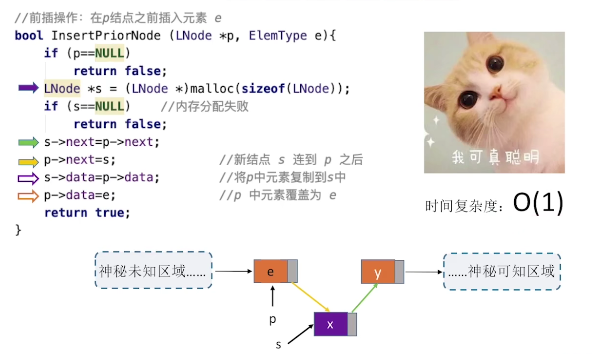 //前插操作：在p结点之前插入元素 e
bool InsertPriorNode (LNode *p, ElemType e){
if (p==NULL)
return false;
LNode *s = (LNode *)malloc(sizeof(LNode));
if (s==NULL) //内存分配失败
return false;
s->next=p->next;
p->next=s; //新结点 s 连到 p 之后
s->data=p->data; //将p中元素复制到s中
p->data=e; //p 中元素覆盖为 e
return true;
}
我可真聪明
时间复杂度：O(1)
神秘未知区域……
e
y
……神秘可知区域
p
x
s